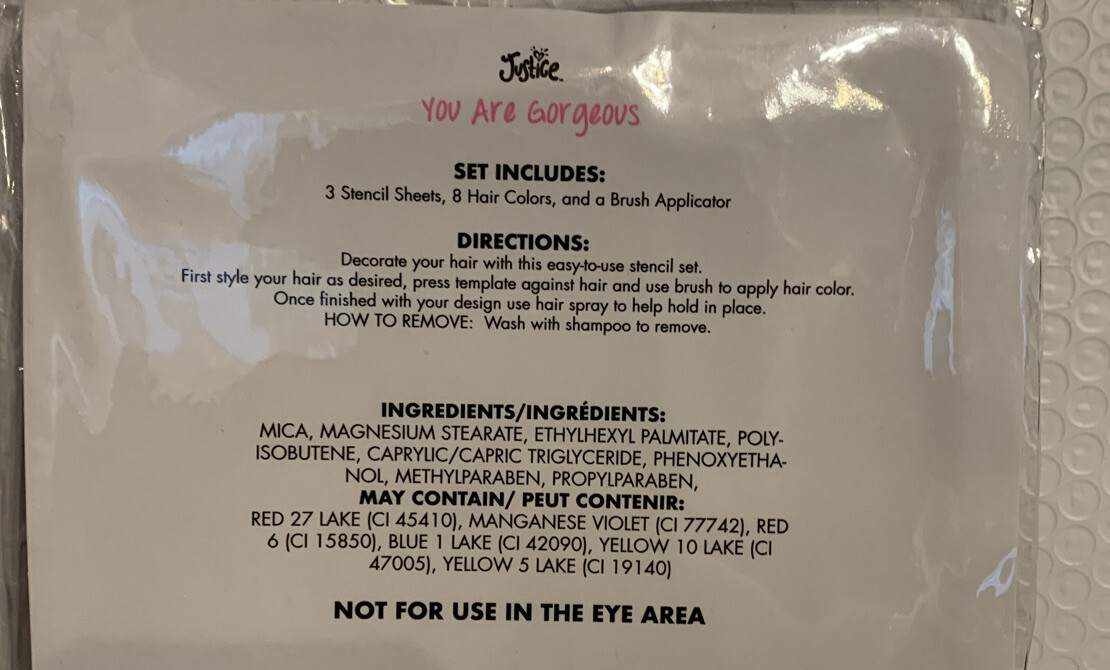 Justice
You Are Gorgeous
SET INCLUDES:
3 Stencil Sheets, 8 Hair Colors, and a Brush Applicator
DIRECTIONS:
Decorate your hair with this easy-to-use stencil set.
First style your hair as desired, press template against hair and use brush to apply hair color.
Once finished with your design use hair spray to help hold in place.
HOW TO REMOVE: Wash with shampoo to remove.
INGREDIENTS/INGRÉDIENTS:
MICA, MAGNESIUM STEARATE, ETHYLHEXYL PALMITATE, POLY-
ISOBUTENE, CAPRYLIC/CAPRIC TRIGLYCERIDE, PHENOXYETHA-
NOL, METHYLPARABEN, PROPYLPARABEN,
MAY CONTAIN/ PEUT CONTENIR:
RED 27 LAKE (CI 45410), MANGANESE VIOLET (CI 77742), RED
6 (CI 15850), BLUE 1 LAKE (CI 42090), YELLOW 10 LAKE (CI
47005), YELLOW 5 LAKE (CI 19140)
NOT FOR USE IN THE EYE AREA